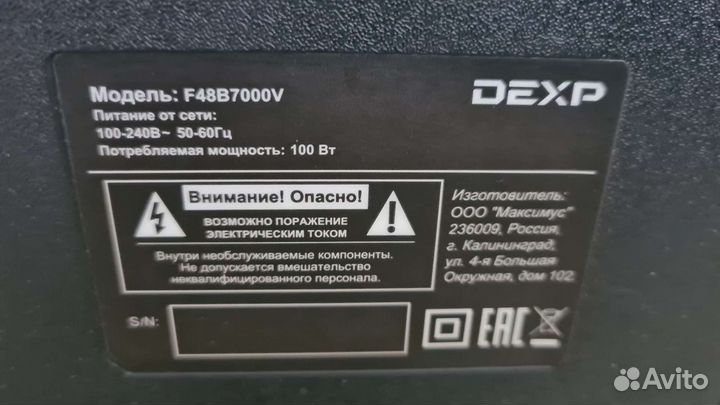 Модель: F48B7000V
DEXP
Питание от сети:
100-240В~ 50-60Гц
Потребляемая мощность: 100 Вт
Внимание! Опасно!
ВОЗМОЖНО ПОРАЖЕНИЕ
ЭЛЕКТРИЧЕСКИМ ТОКОМ
Внутри необслуживаемые компоненты.
Не допускается вмешательство
неквалифицированного персонала.
Изготовитель:
ООО "Максимус"
236009, Россия,
г. Калининград,
ул. 4-я Большая
Окружная, дом 102
S/N:
EAC
Avito